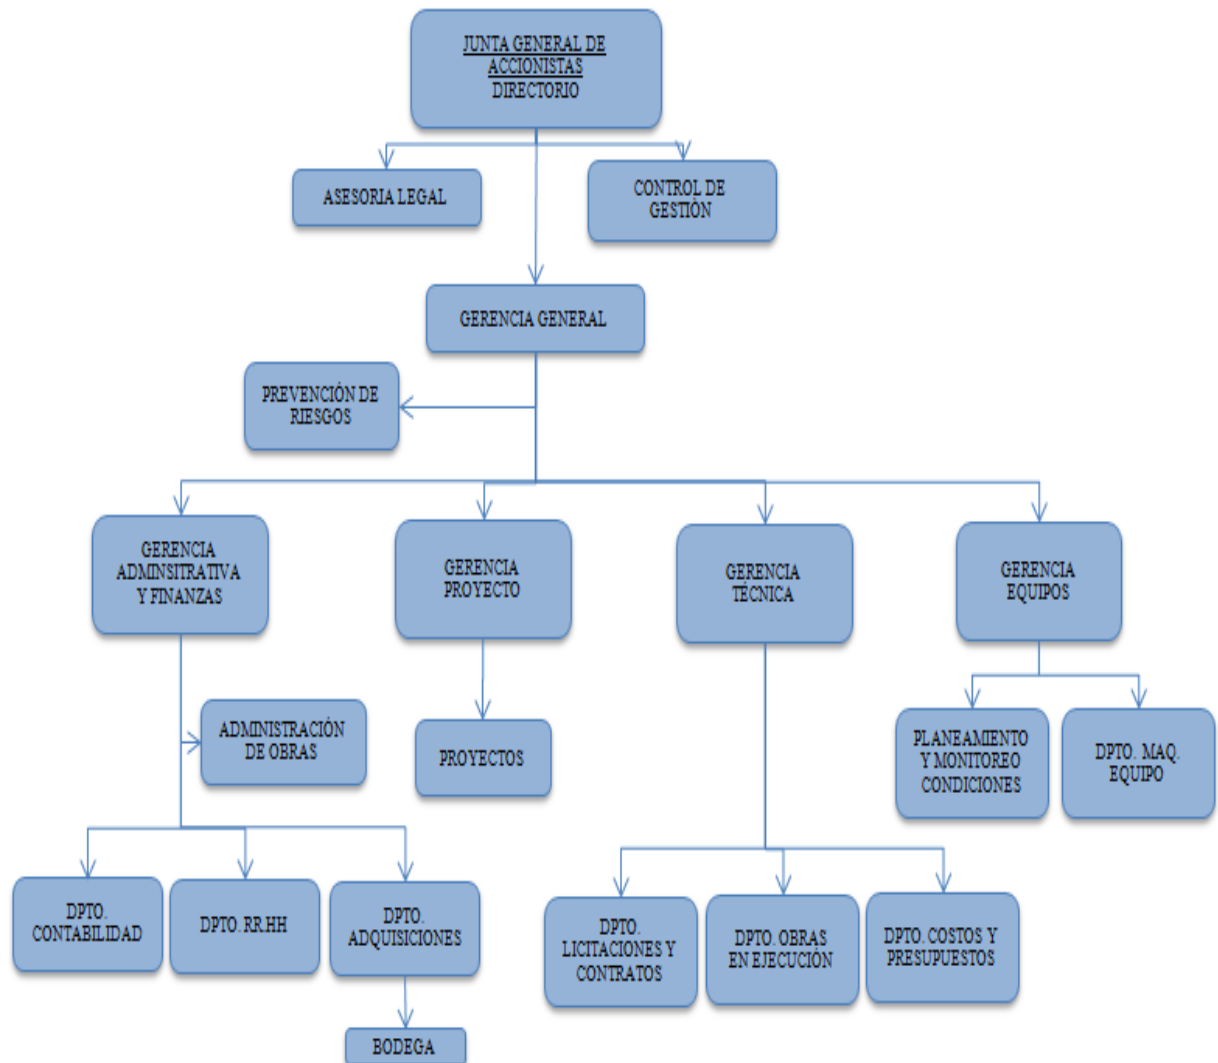 JUNTA GENERAL DE
ACCIONISTAS
DIRECTORIO
ASESORIA LEGAL
CONTROL DE
GESTIÓN
GERENCIA GENERAL
PREVENCIÓN DE
RIESGOS
GERENCIA
ADMINSITRATIVA
Y FINANZAS
GERENCIA
PROYECTO
GERENCIA
TÉCNICA
GERENCIA
EQUIPOS
ADMINISTRACIÓN
DE OBRAS
PROYECTOS
PLANEAMIENTO
Y MONITOREO
CONDICIONES
DPTO. MAQ.
EQUIPO
DPTO.
CONTABILIDAD
DPTO. RR.HH
DPTO.
ADQUISICIONES
DPTO.
LICITACIONES Y
CONTRATOS
DPTO. OBRAS
EN EJECUCIÓN
DPTO. COSTOS Y
PRESUPUESTOS
BODEGA